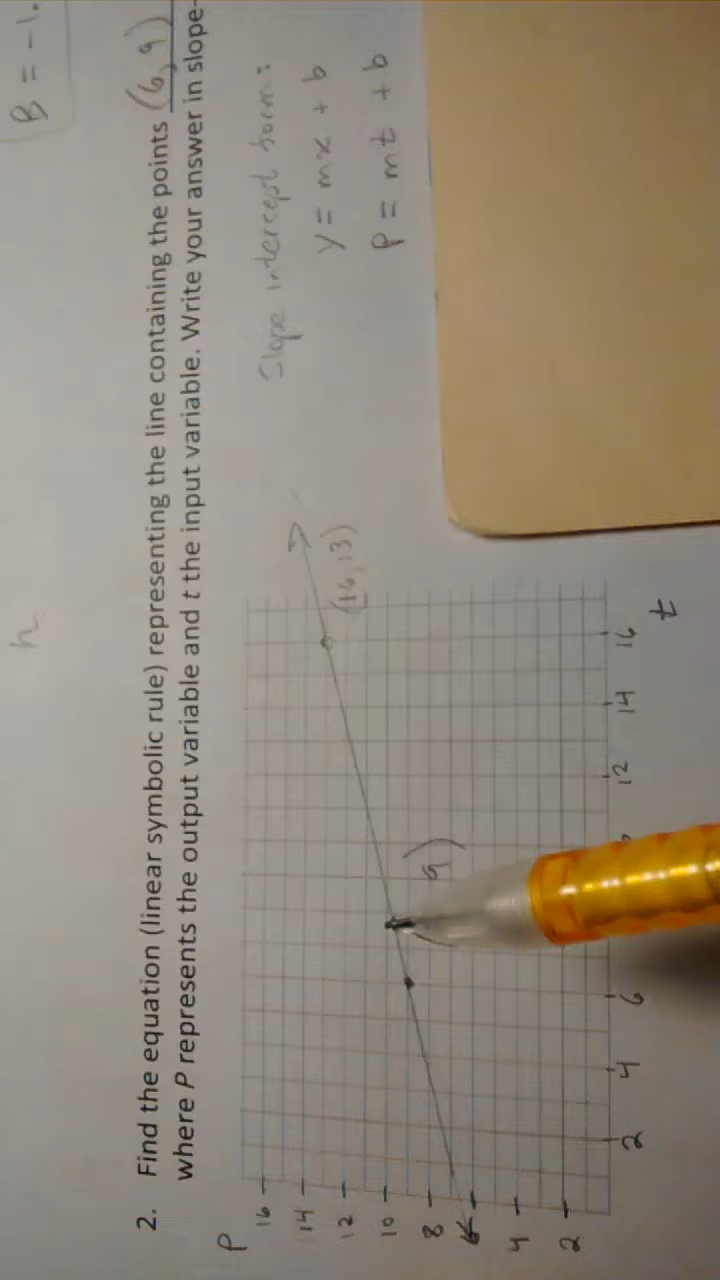 B = -1.
h
2. Find the equation (linear symbolic rule) representing the line containing the points (6, 9)
where P represents the output variable and t the input variable. Write your answer in slope-
Slope intercept form:
y = mx + b
P = mt + b
P
16
14
12
10
8
6
4
2
(16, 13)
9)
2 4 6 12 14 16
t